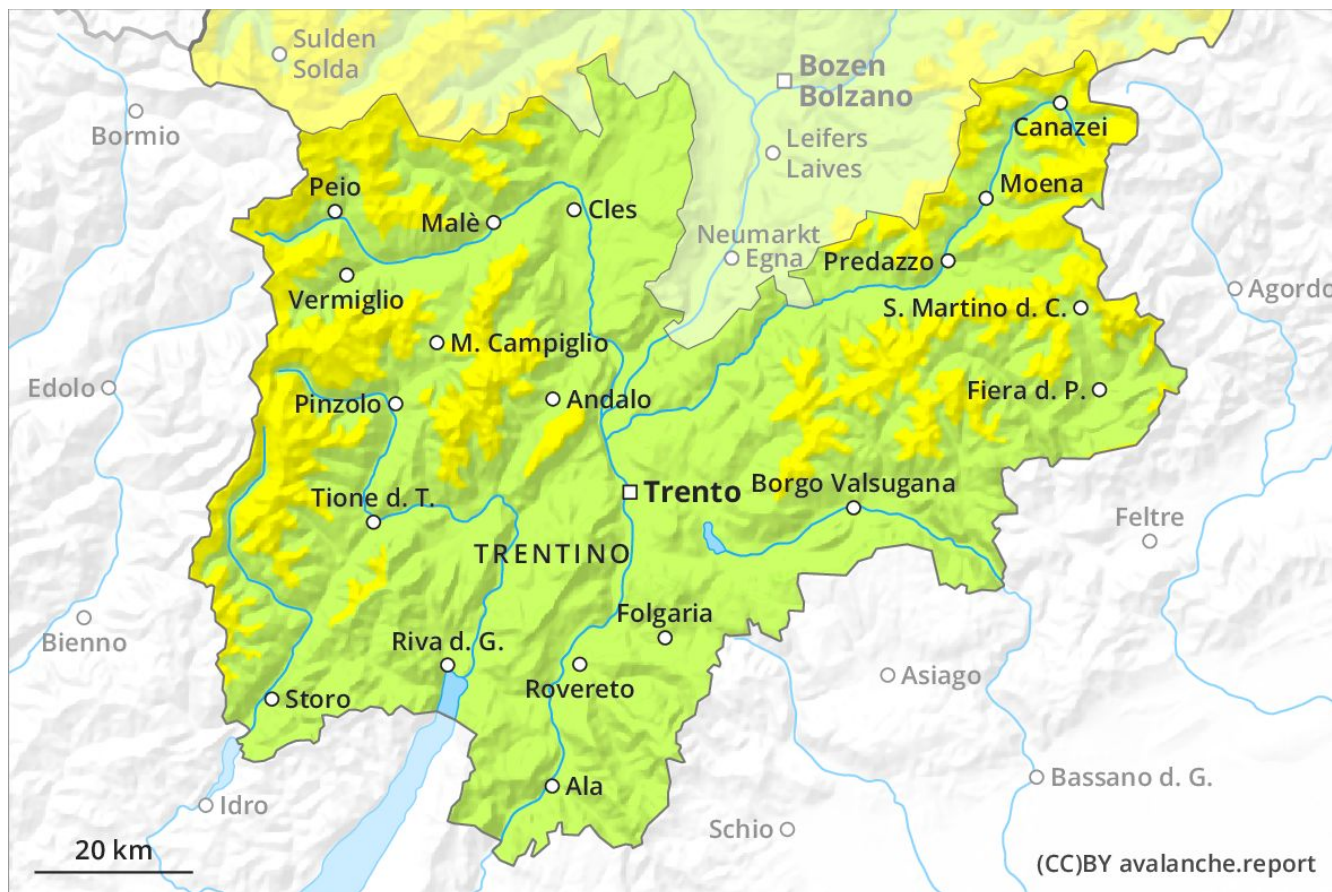 Sulden
Solda
Bozen
Bolzano
Bormio
Canazei
Leifers
Laives
Peio
Moena
Malè
Cles
Neumarkt
Egna
Predazzo
Vermiglio
Agordo
S. Martino d. C.
M. Campiglio
Edolo
Pinzolo
Andalo
Fiera d. P.
Trento
Borgo Valsugana
Tione d. T.
Feltre
TRENTINO
Folgaria
Bienno
Riva d. G.
Asiago
Rovereto
Storo
Bassano d. G.
Ala
Idro
Schio
20 km
(CC)BY avalanche.report